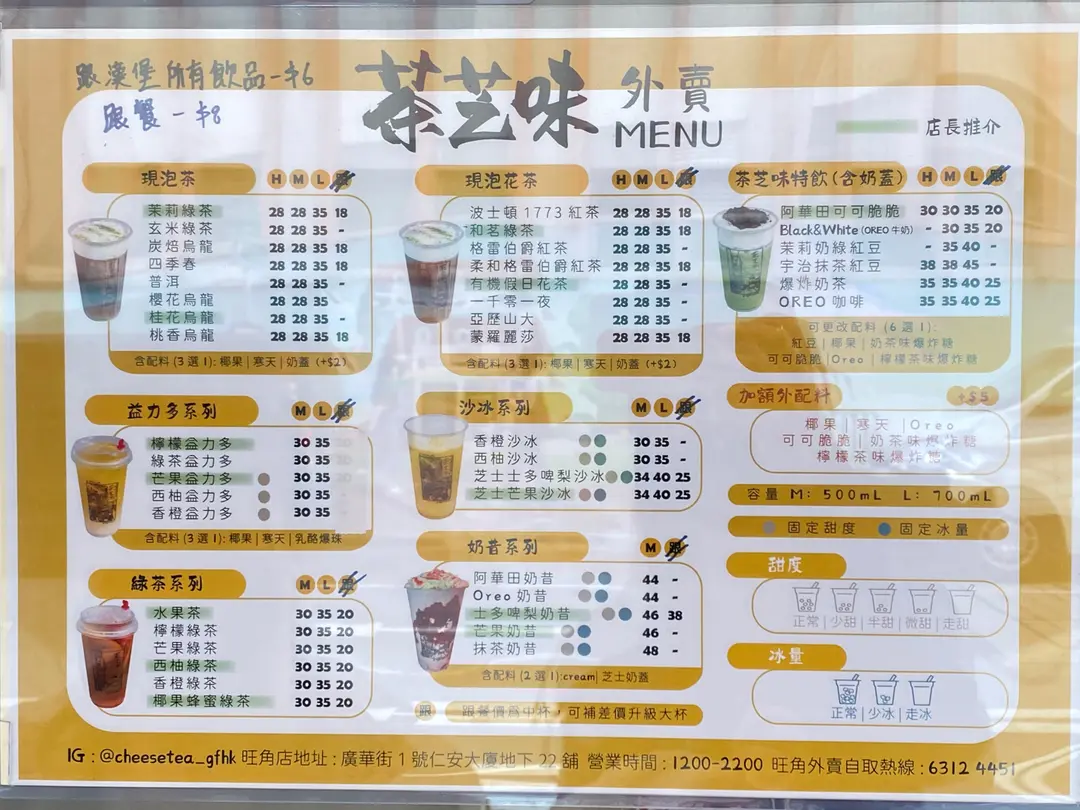 跟漢堡 所有飲品 -$6
跟餐 -$8
茶芝味 外賣 MENU
店長推介
現泡茶 H M L 跟
茉莉綠茶 28 28 35 18
玄米綠茶 28 28 35 -
炭焙烏龍 28 28 35 18
四季春 28 28 35 18
普洱 28 28 35 -
櫻花烏龍 28 28 35
桂花烏龍 28 28 35 -
桃香烏龍 28 28 35 18
含配料(3選1): 椰果|寒天|奶蓋 (+$2)
現泡花茶 H M L
波士頓1773紅茶 28 28 35 18
和茗綠茶 28 28 35 -
格雷伯爵紅茶 28 28 35 -
柔和格雷伯爵紅茶 28 28 35 18
有機假日花茶 28 28 35 -
一千零一夜 28 28 35 -
亞歷山大 28 28 35 -
蒙羅麗莎 28 28 35 18
含配料(3選1): 椰果|寒天|奶蓋 (+$2)
茶芝味特飲(含奶蓋) H M L
阿華田可可脆脆 30 30 35 20
Black&White (OREO牛奶) - 30 35 20
茉莉奶綠紅豆 - 35 40 -
宇治抹茶紅豆 38 38 45 -
爆炸奶茶 35 35 40 25
OREO咖啡 35 35 40 25
可更改配料(6選1):
紅豆|椰果|奶茶味爆炸糖
可可脆脆|Oreo|檸檬茶味爆炸糖
益力多系列 M L 跟
檸檬益力多 30 35
綠茶益力多 30 35
芒果益力多 30 35
西柚益力多 30 35
香橙益力多 30 35
含配料(3選1): 椰果|寒天|乳酪爆珠
沙冰系列 M L 跟
香橙沙冰 30 35 -
西柚沙冰 30 35 -
芝士士多啤梨沙冰 34 40 25
芝士芒果沙冰 34 40 25
加額外配料 +$5
椰果|寒天|Oreo
可可脆脆|奶茶味爆炸糖
檸檬茶味爆炸糖
容量 M: 500mL L: 700mL
固定甜度 固定冰量
綠茶系列 M L 跟
水果茶 30 35 20
檸檬綠茶 30 35 20
芒果綠茶 30 35 20
西柚綠茶 30 35 20
香橙綠茶 30 35 20
椰果蜂蜜綠茶 30 35 20
奶昔系列 M 跟
阿華田奶昔 44 -
Oreo奶昔 44 -
士多啤梨奶昔 46 38
芒果奶昔 46 -
抹茶奶昔 48 -
含配料(2選1):cream|芝士奶蓋
跟 跟餐價為中杯，可補差價升級大杯
甜度
正常|少甜|半甜|微甜|走甜
冰量
正常|少冰|走冰
IG : @cheesetea_gfhk 旺角店地址 : 廣華街1號仁安大廈地下22舖 營業時間 : 1200-2200 旺角外賣自取熱線 : 6312 4451